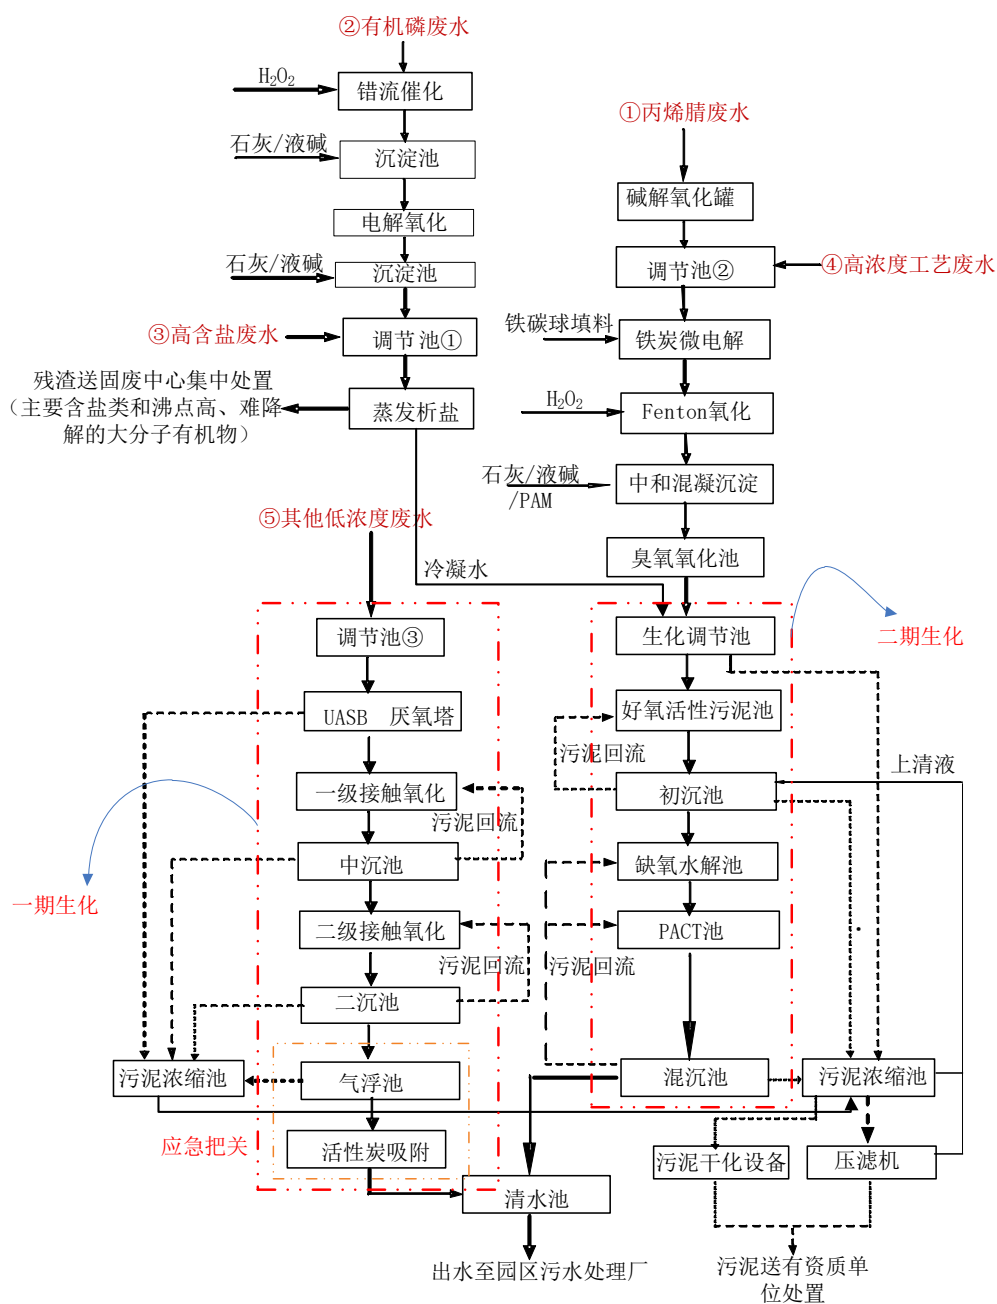 ②有机磷废水
H₂O₂
错流催化
①丙烯腈废水
石灰/液碱
沉淀池
碱解氧化罐
电解氧化
石灰/液碱
沉淀池
调节池②
④高浓度工艺废水
③高含盐废水
调节池①
铁碳球填料
铁炭微电解
残渣送固废中心集中处置
（主要含盐类和沸点高、难降
解的大分子有机物）
蒸发析盐
H₂O₂
Fenton氧化
石灰/液碱
/PAM
中和混凝沉淀
⑤其他低浓度废水
冷凝水
臭氧氧化池
调节池③
生化调节池
二期生化
UASB 厌氧塔
好氧活性污泥池
污泥回流
上清液
一级接触氧化
初沉池
污泥回流
中沉池
缺氧水解池
一期生化
二级接触氧化
PACT池
污泥回流
污泥回流
二沉池
污泥浓缩池
气浮池
混沉池
污泥浓缩池
应急把关
活性炭吸附
污泥干化设备
压滤机
清水池
出水至园区污水处理厂
污泥送有资质单
位处置